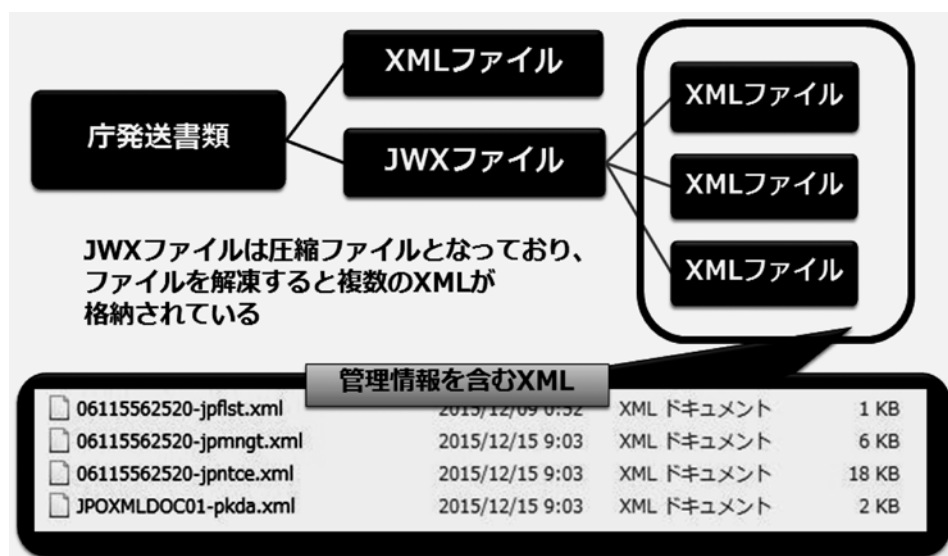 XMLファイル
庁発送書類
JWXファイル
XMLファイル
XMLファイル
XMLファイル
JWXファイルは圧縮ファイルとなっており、
ファイルを解凍すると複数のXMLが
格納されている
管理情報を含むXML
06115562520-jpflst.xml 2015/12/09 0:52 XML ドキュメント 1 KB
06115562520-jpmngt.xml 2015/12/15 9:03 XML ドキュメント 6 KB
06115562520-jpntce.xml 2015/12/15 9:03 XML ドキュメント 18 KB
JPOXMLDOC01-pkda.xml 2015/12/15 9:03 XML ドキュメント 2 KB